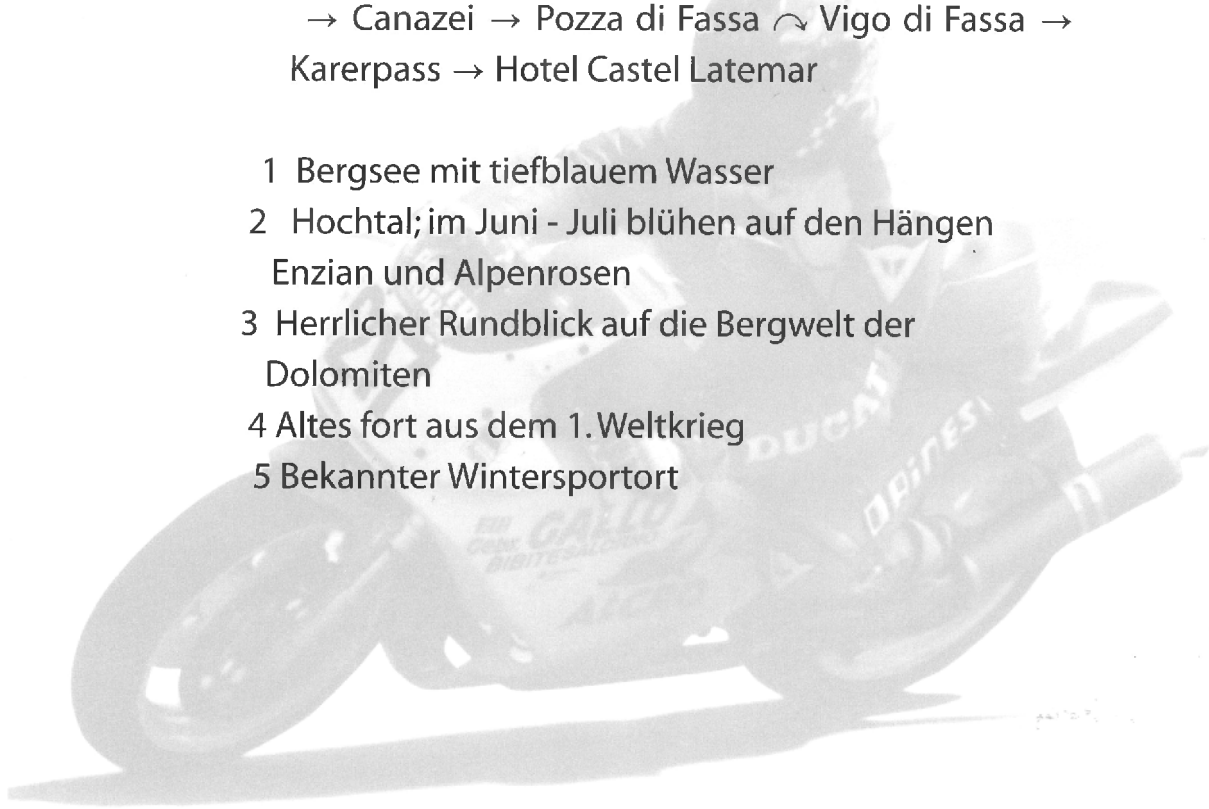 → Canazei → Pozza di Fassa ↷ Vigo di Fassa →
Karerpass → Hotel Castel Latemar
1 Bergsee mit tiefblauem Wasser
2 Hochtal; im Juni - Juli blühen auf den Hängen
Enzian und Alpenrosen
3 Herrlicher Rundblick auf die Bergwelt der
Dolomiten
4 Altes fort aus dem 1. Weltkrieg
5 Bekannter Wintersportort
DUCAT
GALLO